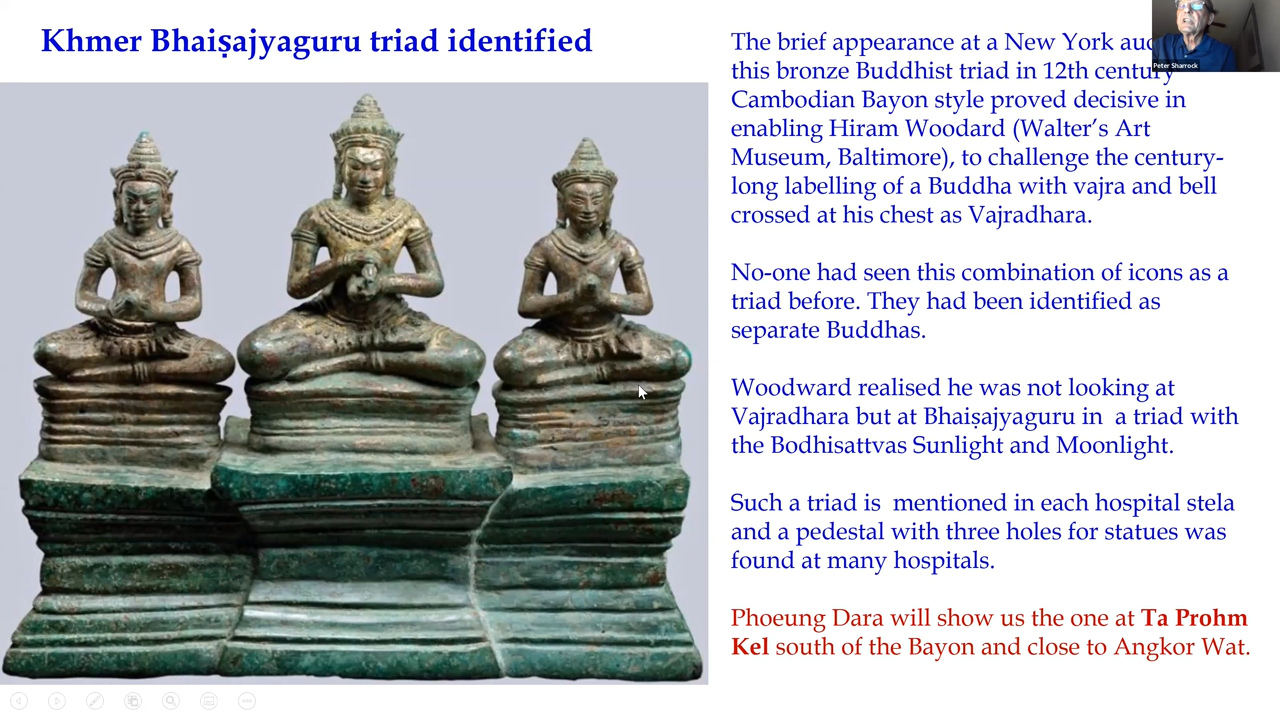 Khmer Bhaiṣajyaguru triad identified
The brief appearance at a New York
this bronze Buddhist triad in 12th century
Cambodian Bayon style proved decisive in
enabling Hiram Woodard (Walter’s Art
Museum, Baltimore), to challenge the century-
long labelling of a Buddha with vajra and bell
crossed at his chest as Vajradhara.
No-one had seen this combination of icons as a
triad before. They had been identified as
separate Buddhas.
Woodward realised he was not looking at
Vajradhara but at Bhaiṣajyaguru in a triad with
the Bodhisattvas Sunlight and Moonlight.
Such a triad is mentioned in each hospital stela
and a pedestal with three holes for statues was
found at many hospitals.
Phoeung Dara will show us the one at Ta Prohm
Kel south of the Bayon and close to Angkor Wat.
Peter Sharrock